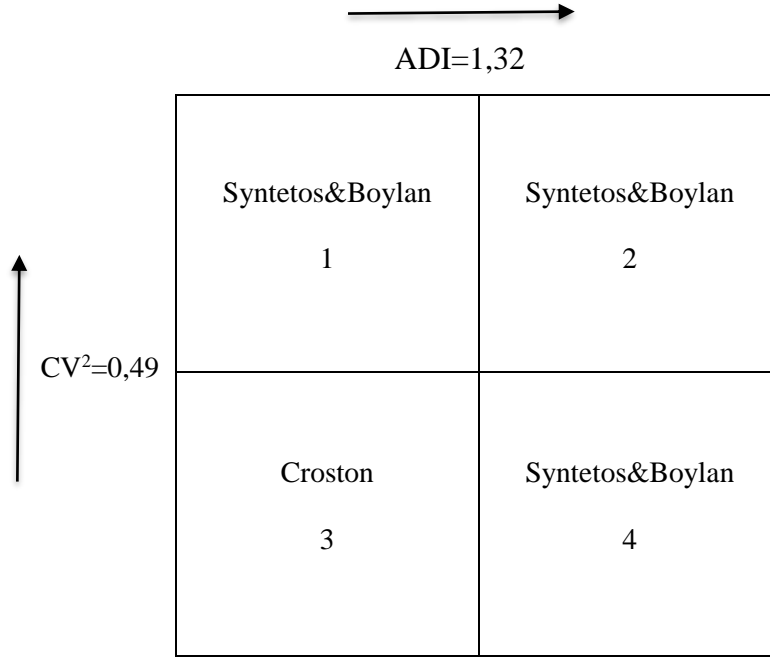 ADI=1,32
Syntetos&Boylan
1
Syntetos&Boylan
2
CV²=0,49
Croston
3
Syntetos&Boylan
4